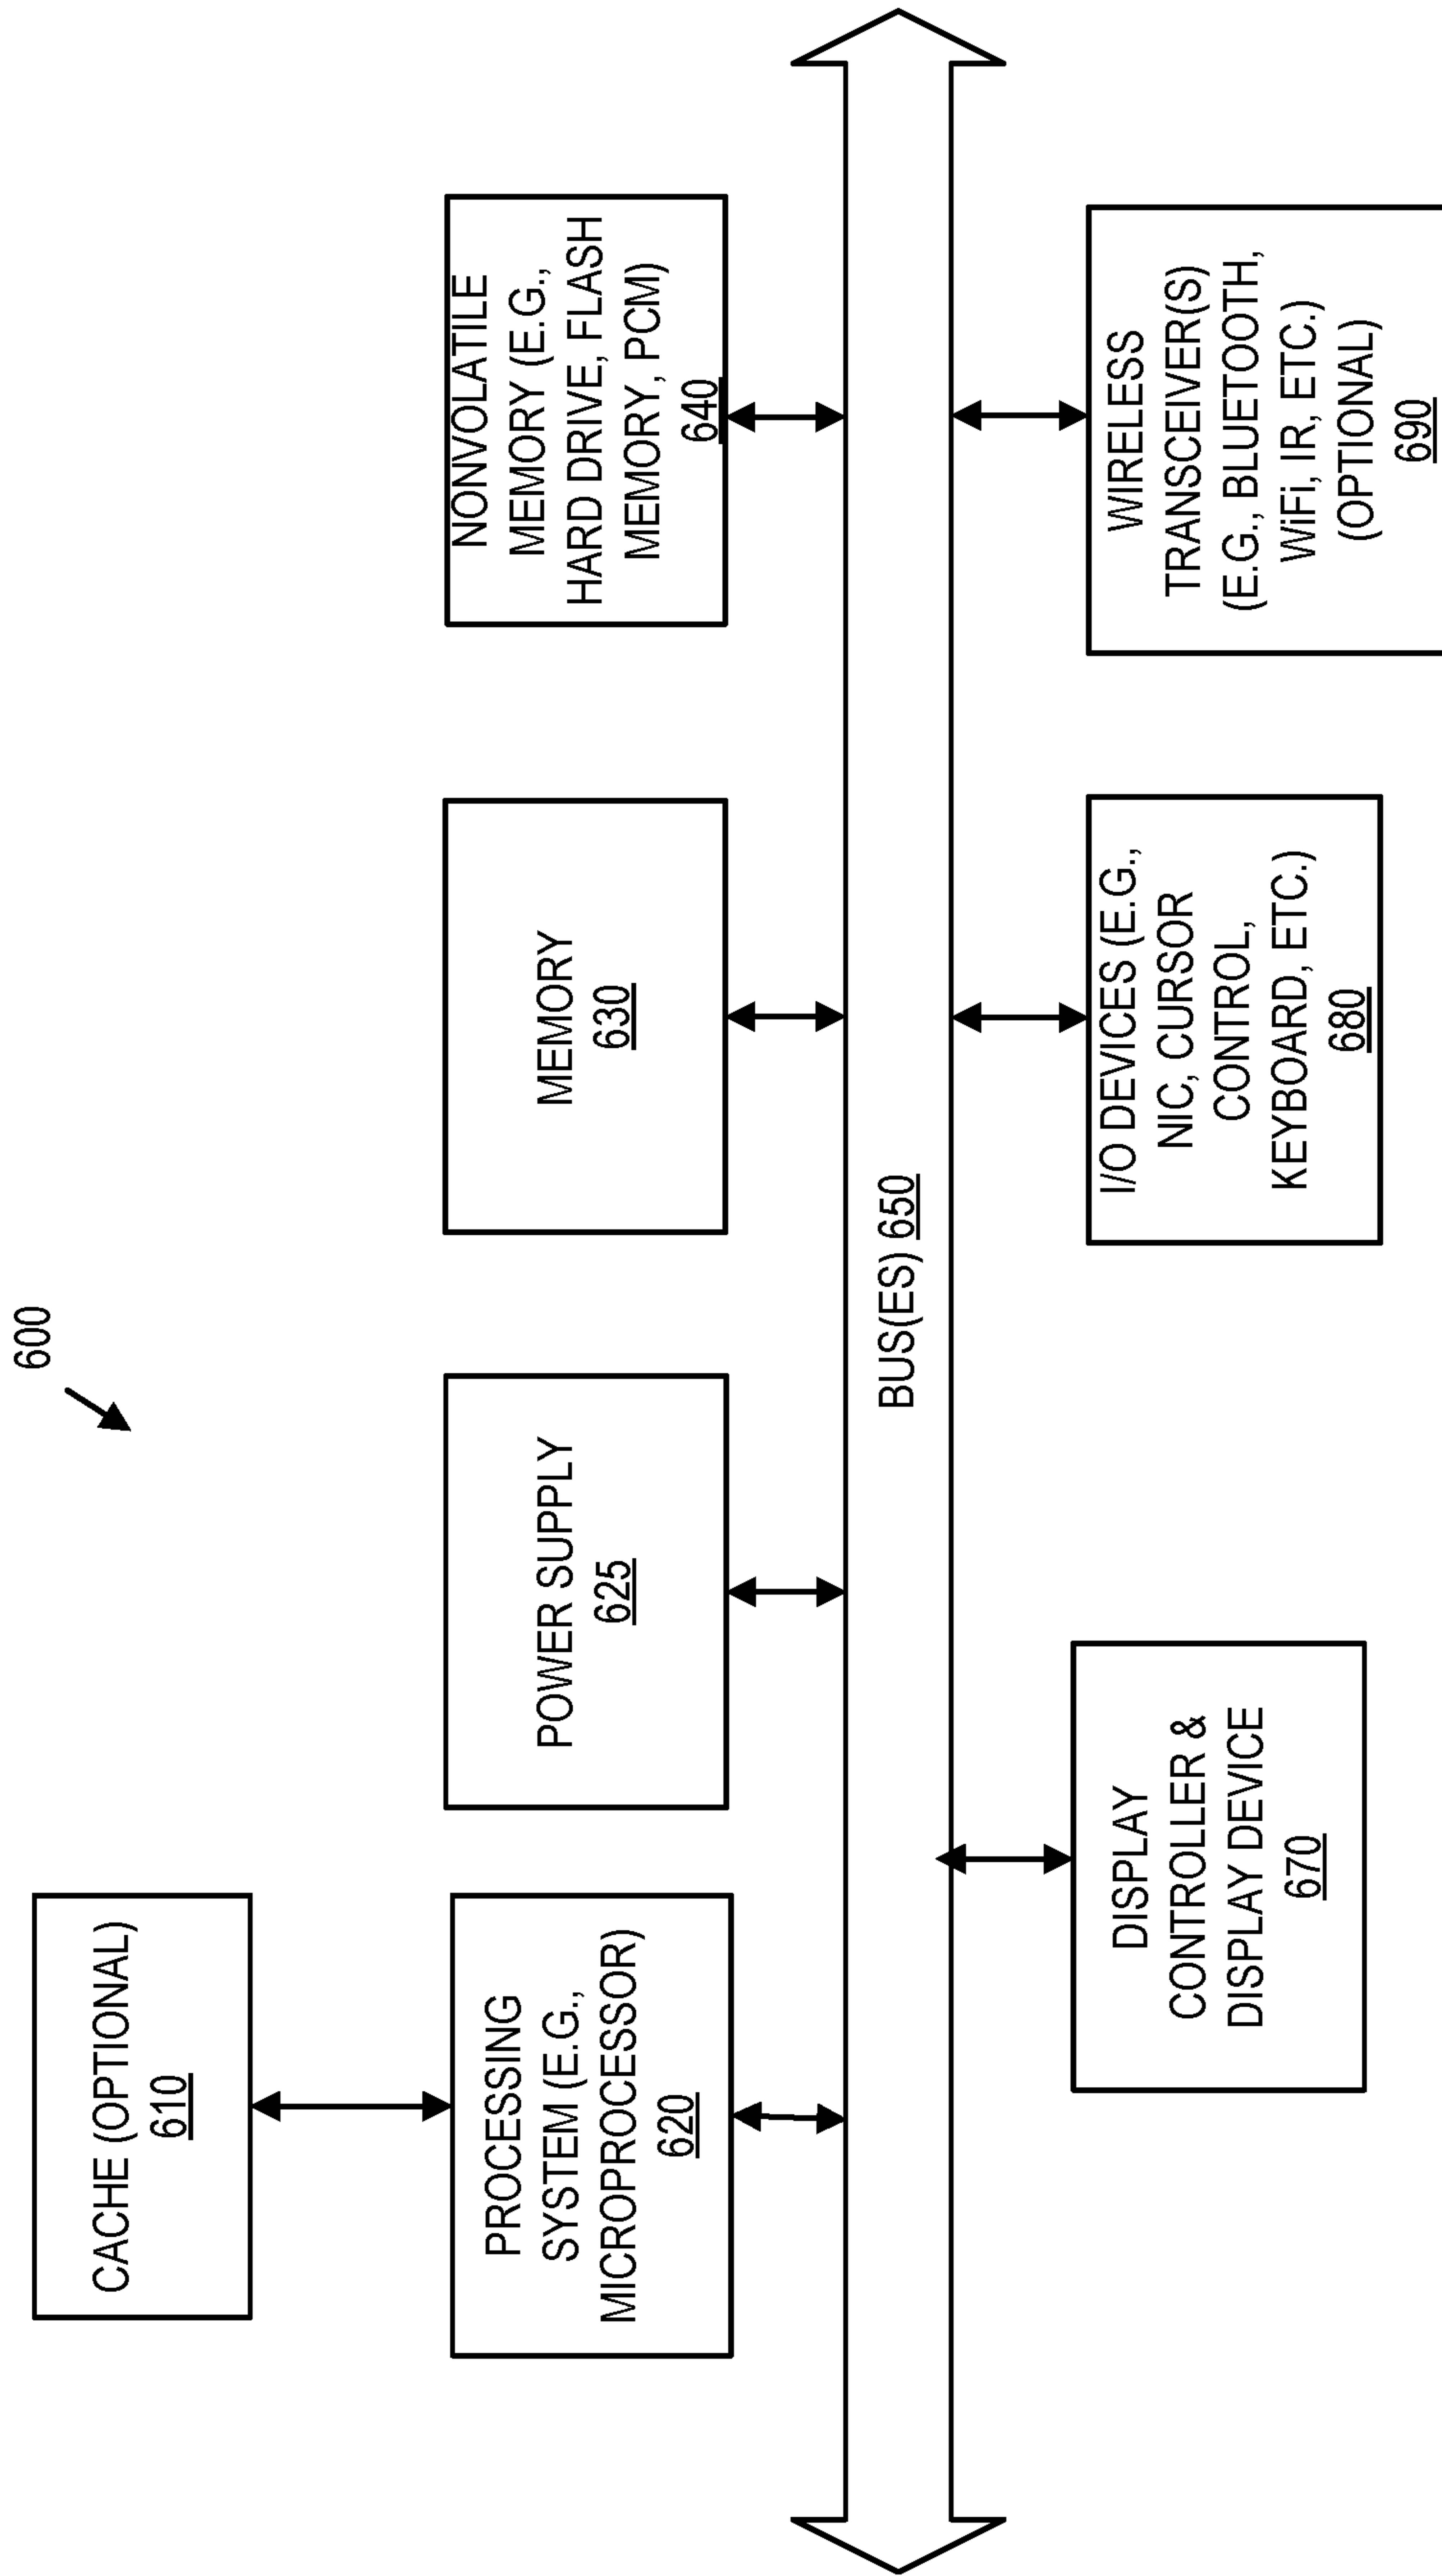 600
CACHE (OPTIONAL)
610
PROCESSING
SYSTEM (E.G.,
MICROPROCESSOR)
620
POWER SUPPLY
625
MEMORY
630
NONVOLATILE
MEMORY (E.G.,
HARD DRIVE, FLASH
MEMORY, PCM)
640
BUS(ES) 650
DISPLAY
CONTROLLER &
DISPLAY DEVICE
670
I/O DEVICES (E.G.,
NIC, CURSOR
CONTROL,
KEYBOARD, ETC.)
680
WIRELESS
TRANSCEIVER(S)
(E.G., BLUETOOTH,
WiFi, IR, ETC.)
(OPTIONAL)
690